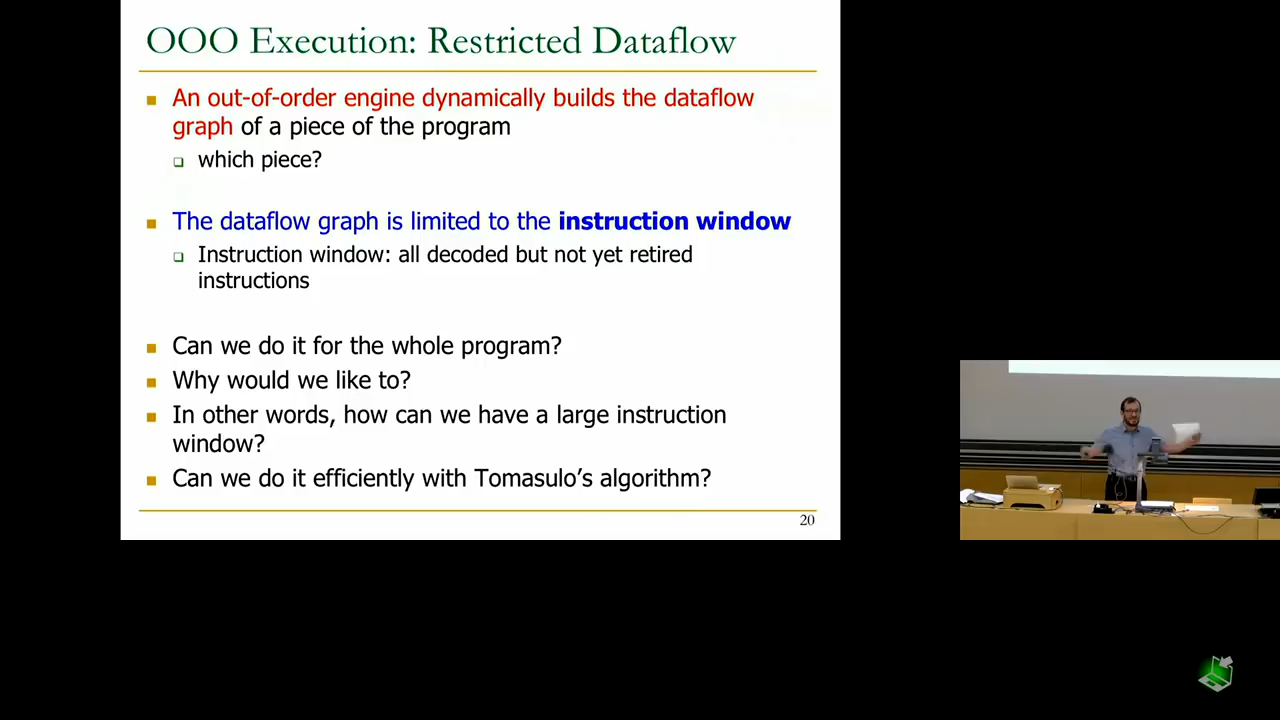 OOO Execution: Restricted Dataflow
An out-of-order engine dynamically builds the dataflow
graph of a piece of the program
which piece?
The dataflow graph is limited to the instruction window
Instruction window: all decoded but not yet retired
instructions
Can we do it for the whole program?
Why would we like to?
In other words, how can we have a large instruction
window?
Can we do it efficiently with Tomasulo's algorithm?
20